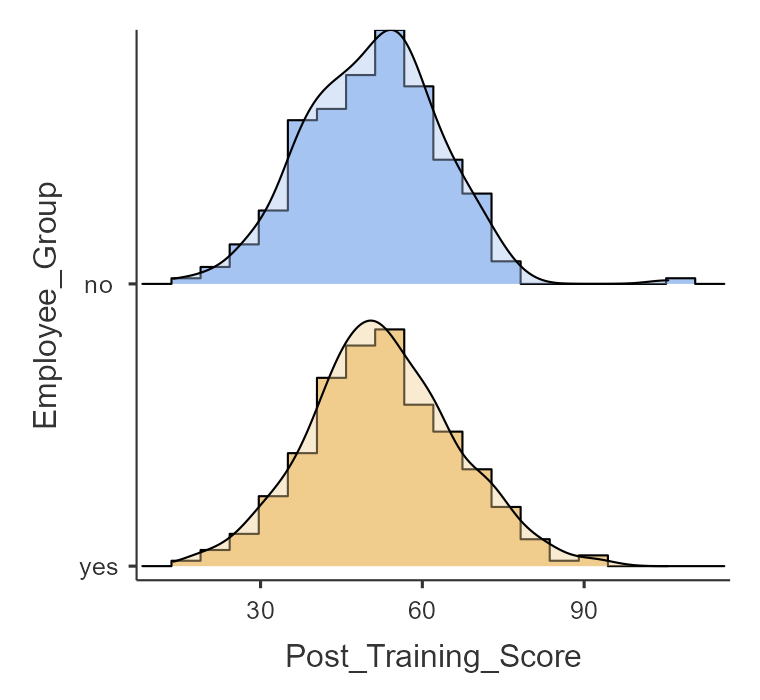 Employee_Group
no
yes
30 60 90
Post_Training_Score